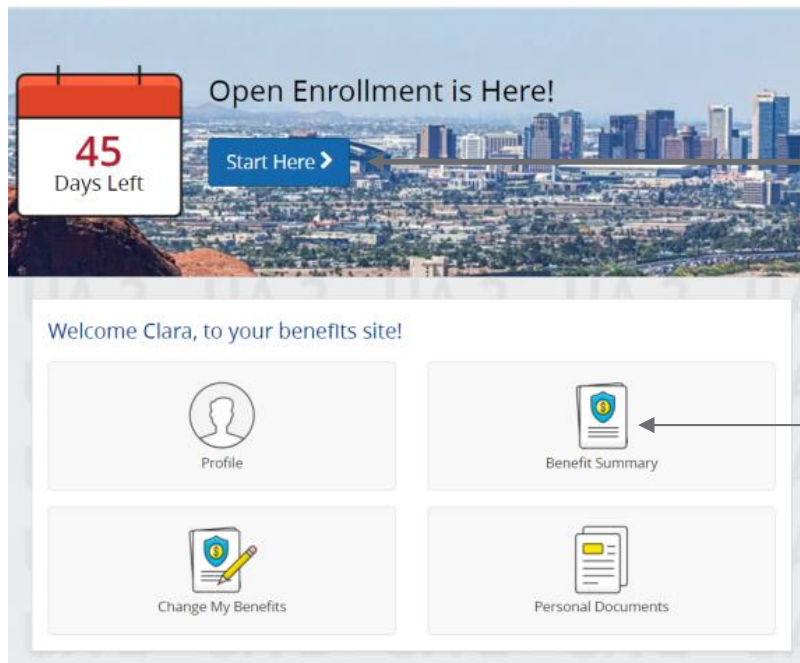 Open Enrollment is Here!
45
Days Left
Start Here
Welcome Clara, to your benefits site!
Profile
Benefit Summary
Change My Benefits
Personal Documents